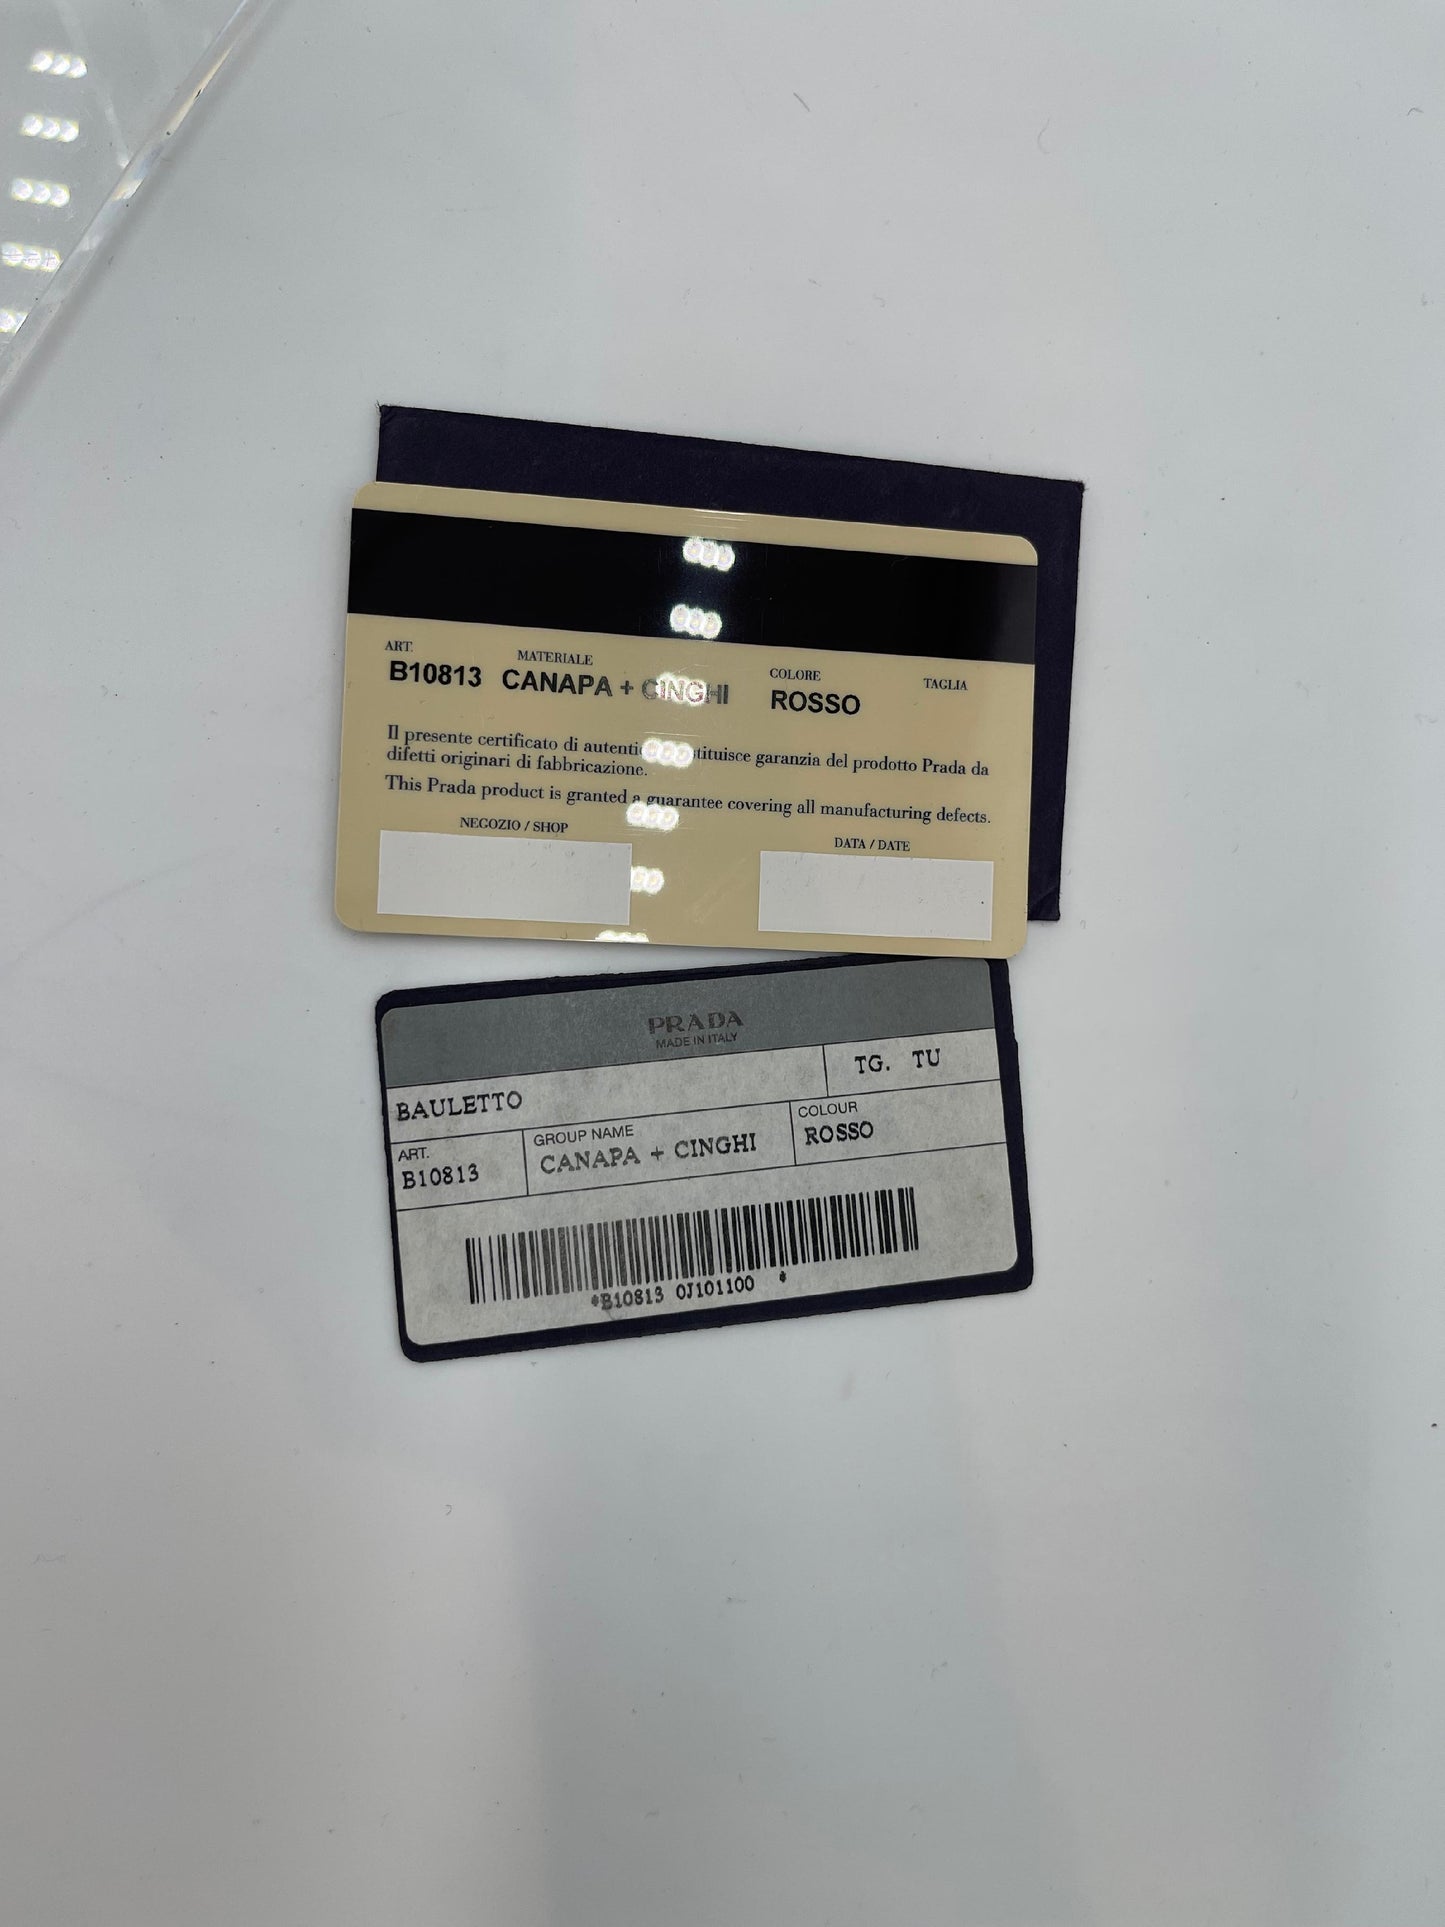 ART. MATERIALE COLORE TAGLIA
B10813 CANAPA + CINGHI ROSSO
Il presente certificato di stituisce garanzia del prodotto Prada da
difetti originari di fabbricazione.
This Prada product is granted a guarantee covering all manufacturing defects.
NEGOZIO / SHOP DATA / DATE
PRADA
MADE IN ITALY
BAULETTO TG. TU
ART. GROUP NAME COLOUR
B10813 CANAPA + CINGHI ROSSO
*B10813 0J101100 *